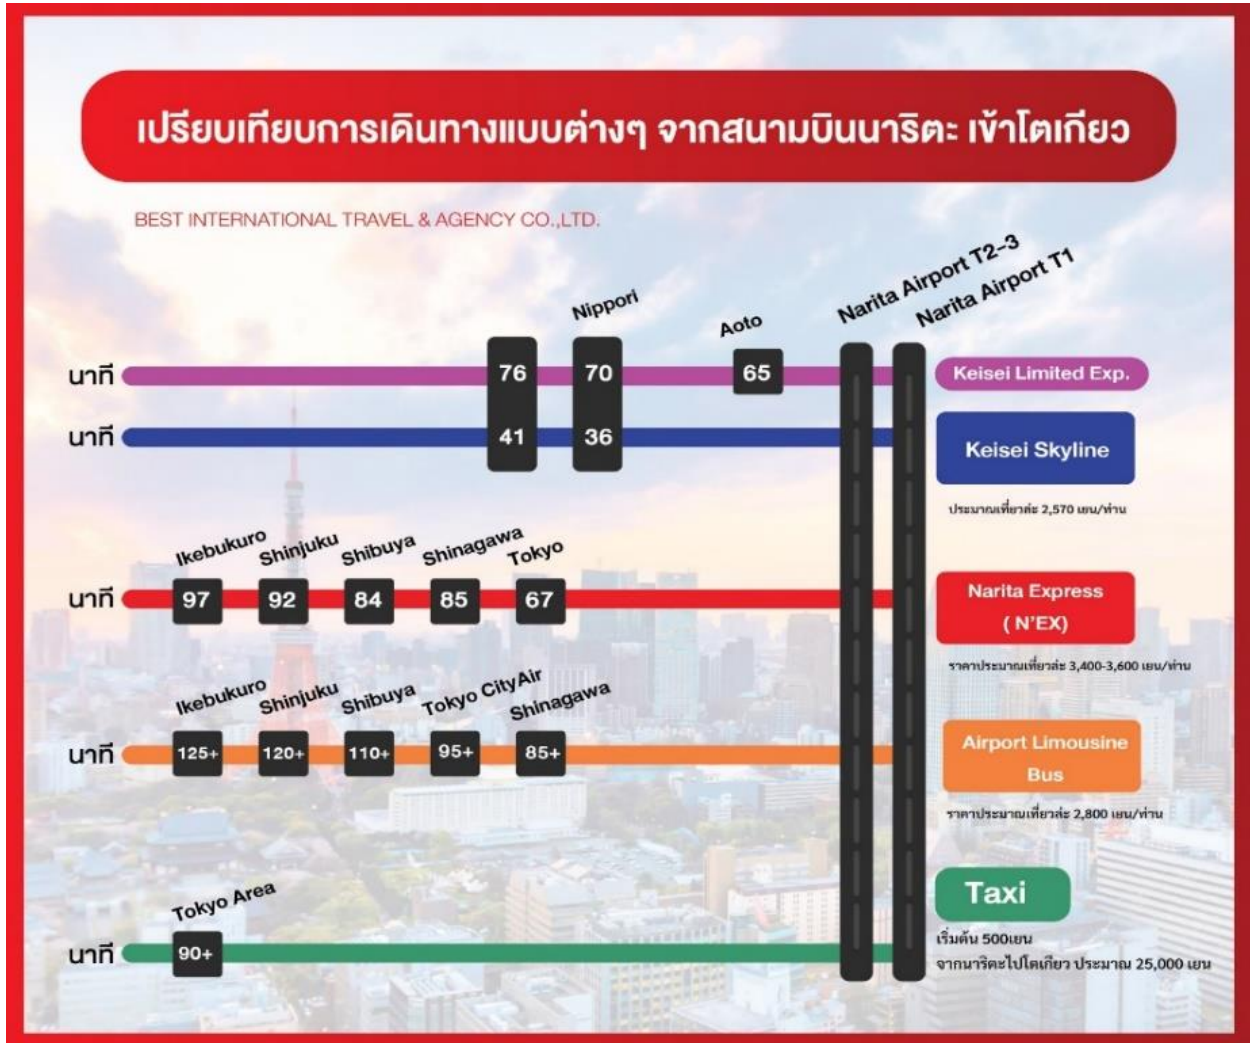 เปรียบเทียบการเดินทางแบบต่างๆ จากสนามบินนาริตะ เข้าโตเกียว
BEST INTERNATIONAL TRAVEL & AGENCY CO.,LTD.
Nippori
Aoto
Narita Airport T2-3
Narita Airport T1
นาที
76
70
65
Keisei Limited Exp.
นาที
41
36
Keisei Skyline
ประมาณเที่ยวล่ะ 2,570 เยน/ท่าน
Ikebukuro
Shinjuku
Shibuya
Shinagawa
Tokyo
นาที
97
92
84
85
67
Narita Express
( N'EX)
ราคาประมาณเที่ยวล่ะ 3,400-3,600 เยน/ท่าน
Ikebukuro
Shinjuku
Shibuya
Tokyo CityAir
Shinagawa
นาที
125+
120+
110+
95+
85+
Airport Limousine
Bus
ราคาประมาณเที่ยวล่ะ 2,800 เยน/ท่าน
Tokyo Area
นาที
90+
Taxi
เริ่มต้น 500เยน
จากนาริตะไปโตเกียว ประมาณ 25,000 เยน